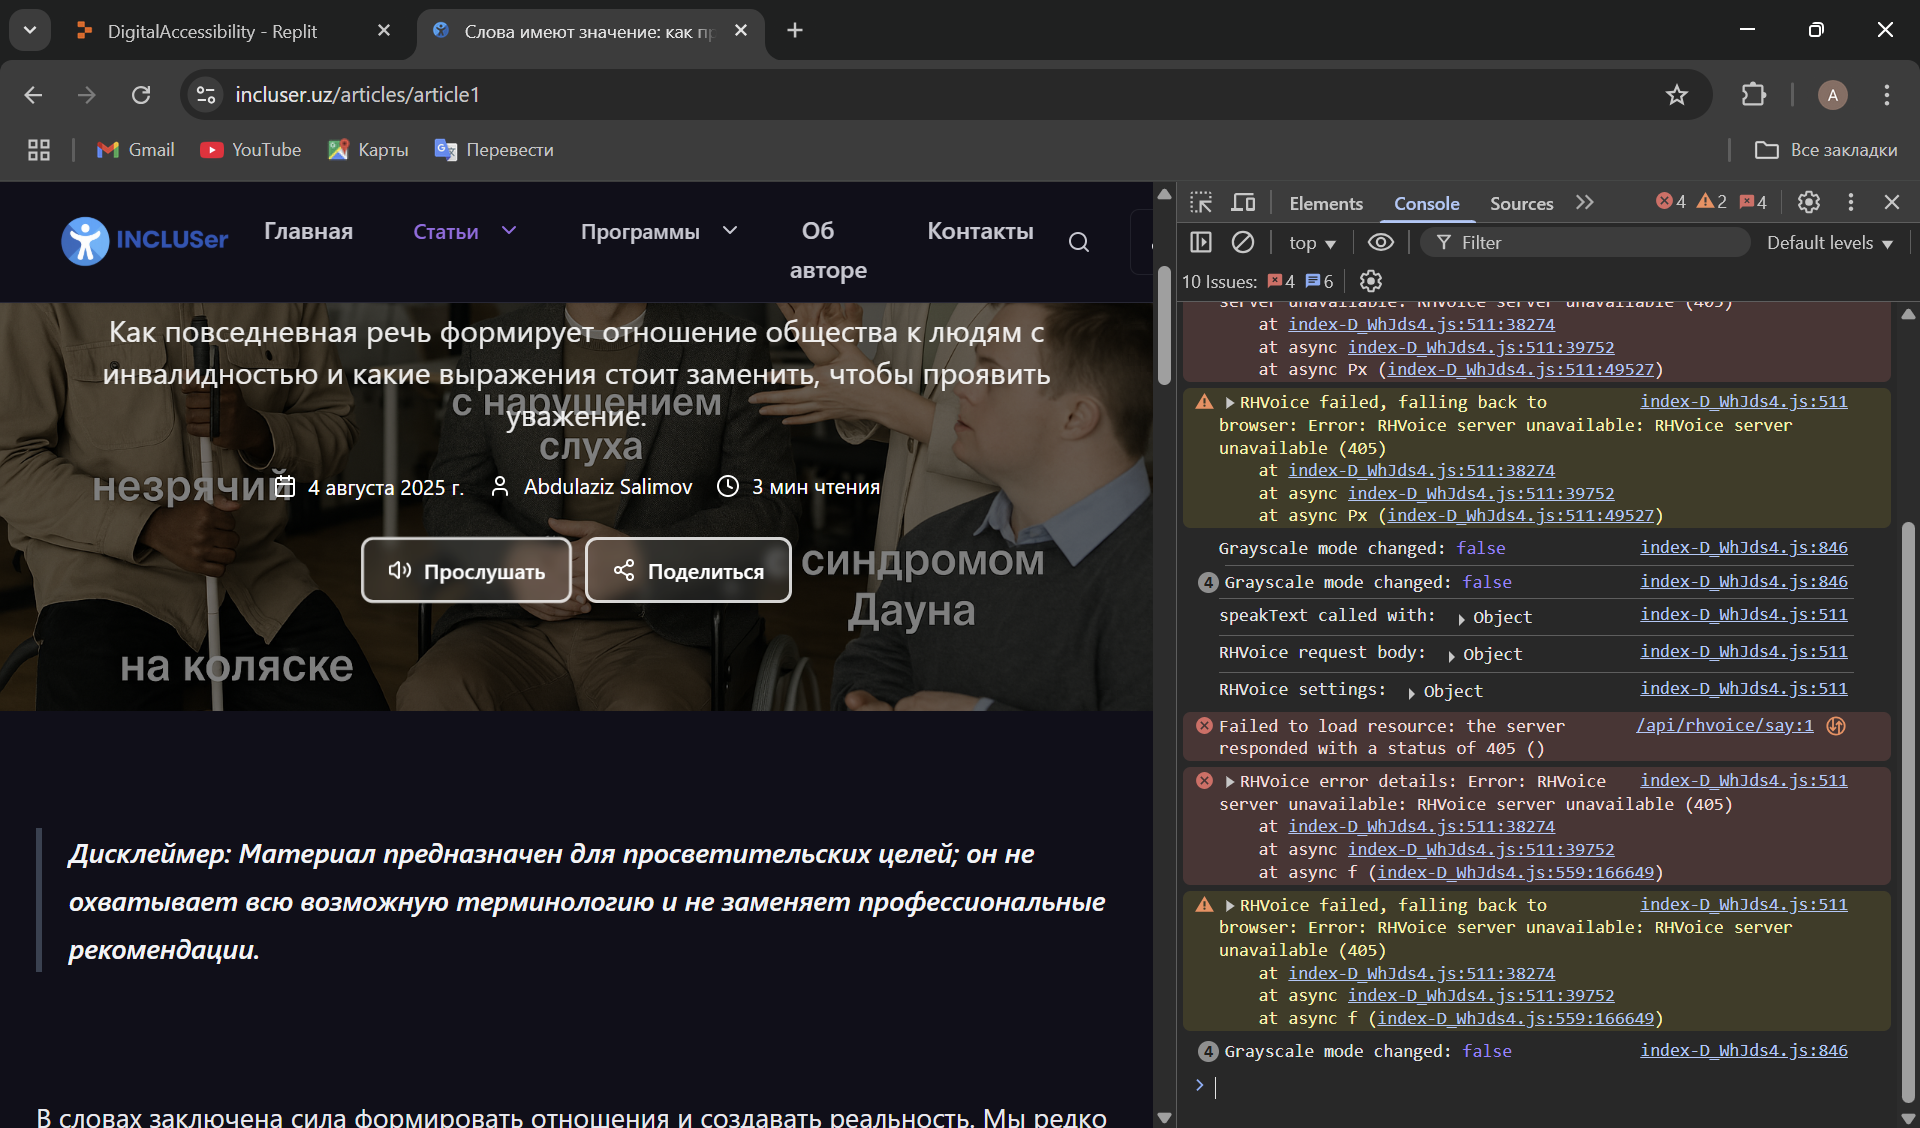 DigitalAccessibility - Replit
Слова имеют значение: как пр
incluser.uz/articles/article1
A
Gmail
YouTube
Карты
Перевести
Все закладки
INCLUSer
Главная
Статьи
Программы
Об авторе
Контакты
Как повседневная речь формирует отношение общества к людям с
инвалидностью и какие выражения стоит заменить, чтобы проявить
уважение.
с нарушением
слуха
незрячий
4 августа 2025 г.
Abdulaziz Salimov
3 мин чтения
Прослушать
Поделиться
синдромом
Дауна
на коляске
Дисклеймер: Материал предназначен для просветительских целей; он не
охватывает всю возможную терминологию и не заменяет профессиональные
рекомендации.
В словах заключена сила формировать отношения и создавать реальность. Мы редко
Elements
Console
Sources
4
2
4
top
Filter
Default levels
10 Issues:
4
6
server unavailable: RHVoice server unavailable (405)
at index-D_WhJds4.js:511:38274
at async index-D_WhJds4.js:511:39752
at async Px (index-D_WhJds4.js:511:49527)
RHVoice failed, falling back to index-D_WhJds4.js:511
browser: Error: RHVoice server unavailable: RHVoice server
unavailable (405)
at index-D_WhJds4.js:511:38274
at async index-D_WhJds4.js:511:39752
at async Px (index-D_WhJds4.js:511:49527)
Grayscale mode changed: false index-D_WhJds4.js:846
4 Grayscale mode changed: false index-D_WhJds4.js:846
speakText called with: Object index-D_WhJds4.js:511
RHVoice request body: Object index-D_WhJds4.js:511
RHVoice settings: Object index-D_WhJds4.js:511
Failed to load resource: the server /api/rhvoice/say:1
responded with a status of 405 ()
RHVoice error details: Error: RHVoice index-D_WhJds4.js:511
server unavailable: RHVoice server unavailable (405)
at index-D_WhJds4.js:511:38274
at async index-D_WhJds4.js:511:39752
at async f (index-D_WhJds4.js:559:166649)
RHVoice failed, falling back to index-D_WhJds4.js:511
browser: Error: RHVoice server unavailable: RHVoice server
unavailable (405)
at index-D_WhJds4.js:511:38274
at async index-D_WhJds4.js:511:39752
at async f (index-D_WhJds4.js:559:166649)
4 Grayscale mode changed: false index-D_WhJds4.js:846